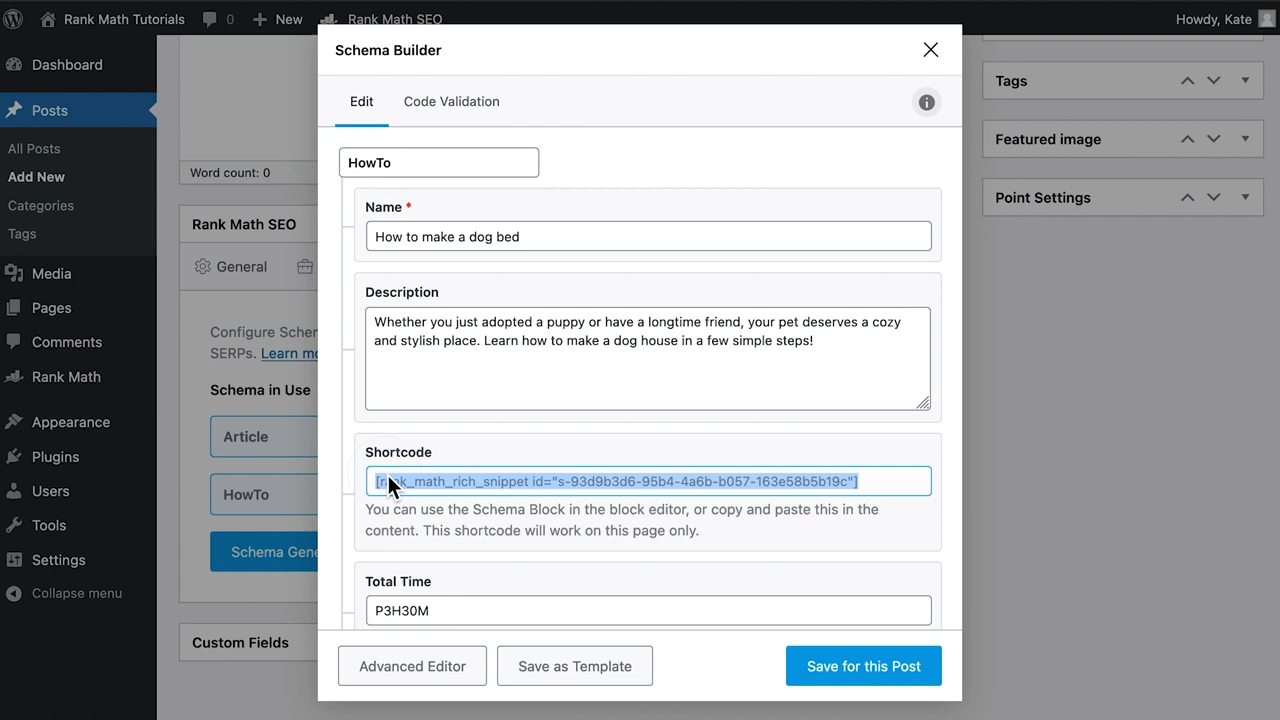 Rank Math Tutorials
0
New
Rank Math SEO
Howdy, Kate
Dashboard
Posts
All Posts
Add New
Categories
Tags
Media
Pages
Comments
Rank Math
Appearance
Plugins
Users
Tools
Settings
Collapse menu
Word count: 0
Rank Math SEO
General
Configure Schem
SERPs. Learn mo
Schema in Use
Article
HowTo
Schema Gene
Custom Fields
Schema Builder
Edit
Code Validation
HowTo
Name *
How to make a dog bed
Description
Whether you just adopted a puppy or have a longtime friend, your pet deserves a cozy
and stylish place. Learn how to make a dog house in a few simple steps!
Shortcode
[rank_math_rich_snippet id="s-93d9b3d6-95b4-4a6b-b057-163e58b5b19c"]
You can use the Schema Block in the block editor, or copy and paste this in the
content. This shortcode will work on this page only.
Total Time
P3H30M
Advanced Editor
Save as Template
Save for this Post
Tags
Featured image
Point Settings